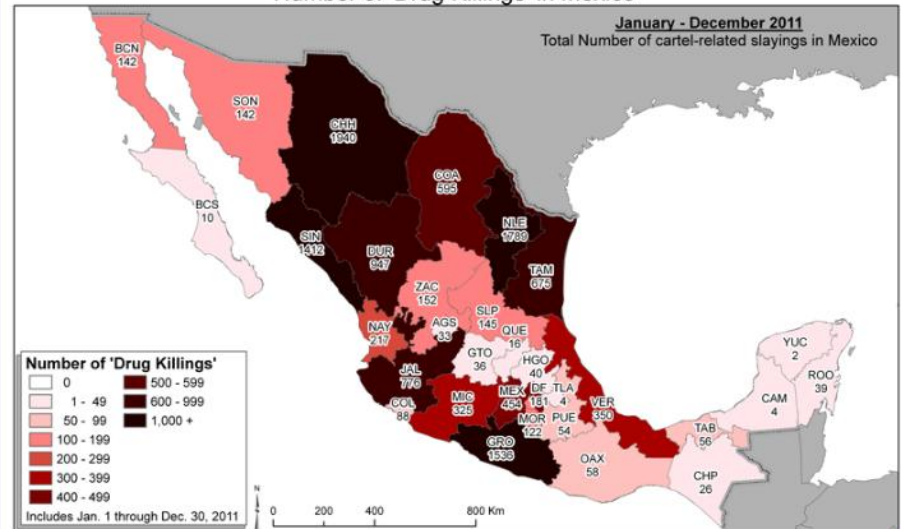 January - December 2011
Total Number of cartel-related slayings in Mexico
BCN
142
SON
142
CHH
1940
COA
595
BCS
10
SIN
1412
DUR
947
NLE
1789
TAM
675
ZAC
152
SLP
145
NAY
217
AGS
33
QUE
16
GTO
36
HGO
40
JAL
776
COL
88
MIC
325
MEX
454
DF
181
TLA
4
VER
350
MOR
122
PUE
54
GRO
1536
OAX
58
TAB
56
CHP
26
YUC
2
ROO
39
CAM
4
Number of 'Drug Killings'
0
1 - 49
50 - 99
100 - 199
200 - 299
300 - 399
400 - 499
500 - 599
600 - 999
1,000 +
Includes Jan. 1 through Dec. 30, 2011
N
0 200 400 800 Km